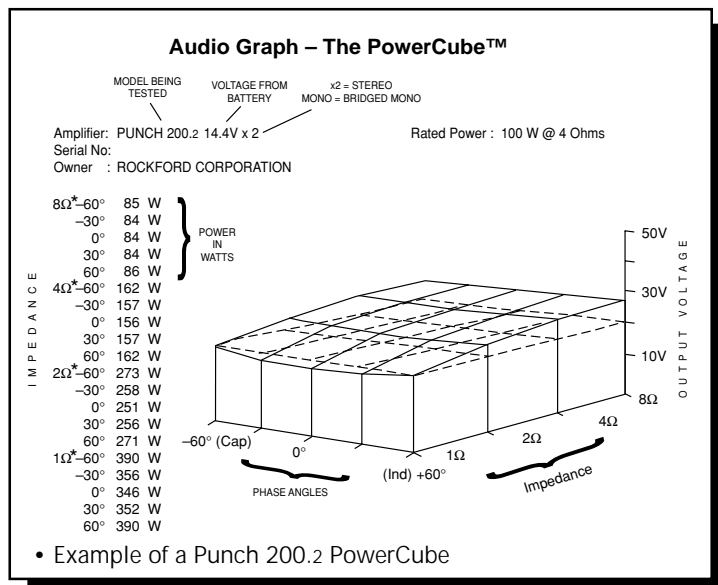 Audio Graph – The PowerCube™
MODEL BEING
TESTED
VOLTAGE FROM
BATTERY
x2 = STEREO
MONO = BRIDGED MONO
Amplifier: PUNCH 200.2 14.4V x 2
Rated Power : 100 W @ 4 Ohms
Serial No:
Owner : ROCKFORD CORPORATION
8Ω*–60° 85 W
–30° 84 W
0° 84 W
30° 84 W
60° 86 W
4Ω*–60° 162 W
–30° 157 W
0° 156 W
30° 157 W
60° 162 W
2Ω*–60° 273 W
–30° 258 W
0° 251 W
30° 256 W
60° 271 W
1Ω*–60° 390 W
–30° 356 W
0° 346 W
30° 352 W
60° 390 W
IMPEDANCE
POWER
IN
WATTS
50V
30V
10V
OUTPUT VOLTAGE
8Ω
4Ω
2Ω
1Ω
Impedance
–60° (Cap)
0°
(Ind) +60°
PHASE ANGLES
• Example of a Punch 200.2 PowerCube